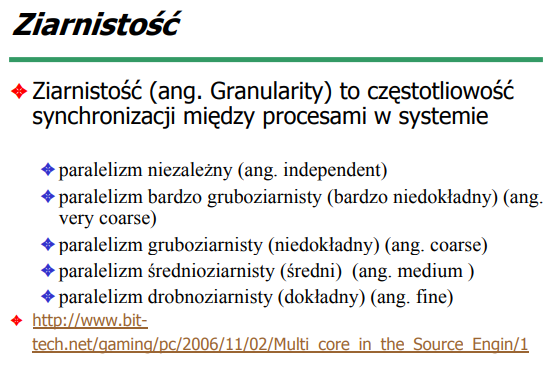 Ziarnistość
Ziarnistość (ang. Granularity) to częstotliowość
synchronizacji między procesami w systemie
paralelizm niezależny (ang. independent)
paralelizm bardzo gruboziarnisty (bardzo niedokładny) (ang.
very coarse)
paralelizm gruboziarnisty (niedokładny) (ang. coarse)
paralelizm średnioziarnisty (średni) (ang. medium )
paralelizm drobnoziarnisty (dokładny) (ang. fine)
http://www.bit-
tech.net/gaming/pc/2006/11/02/Multi_core_in_the_Source_Engin/1